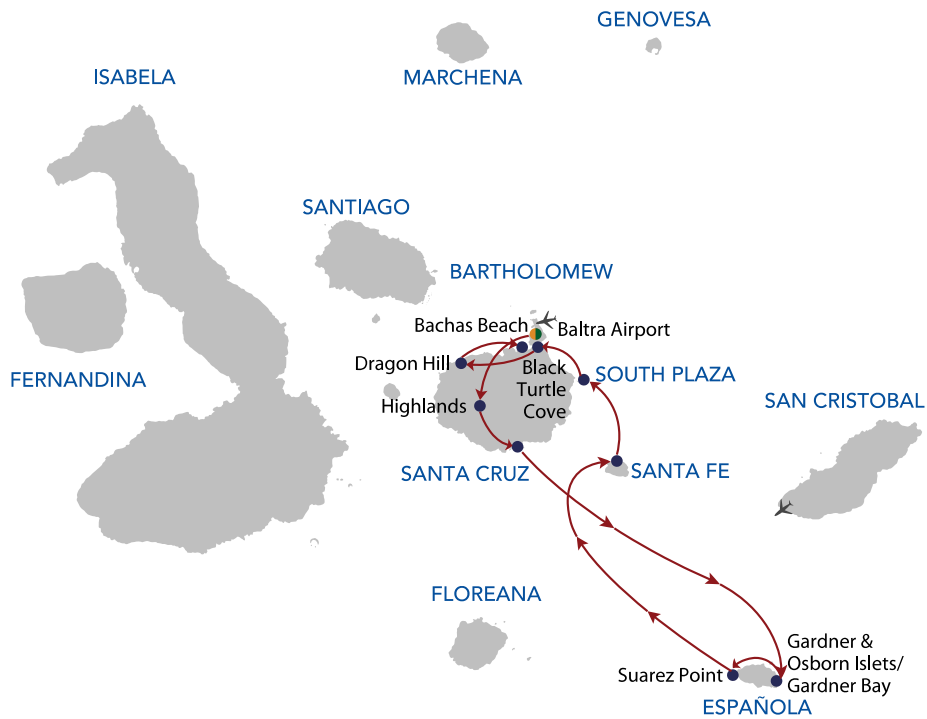 GENOVESA
MARCHENA
ISABELA
SANTIAGO
BARTHOLOMEW
Bachas Beach
Baltra Airport
Dragon Hill
Black
Turtle
Cove
SOUTH PLAZA
FERNANDINA
Highlands
SAN CRISTOBAL
SANTA CRUZ
SANTA FE
FLOREANA
Gardner &
Osborn Islets/
Gardner Bay
Suarez Point
ESPAÑOLA